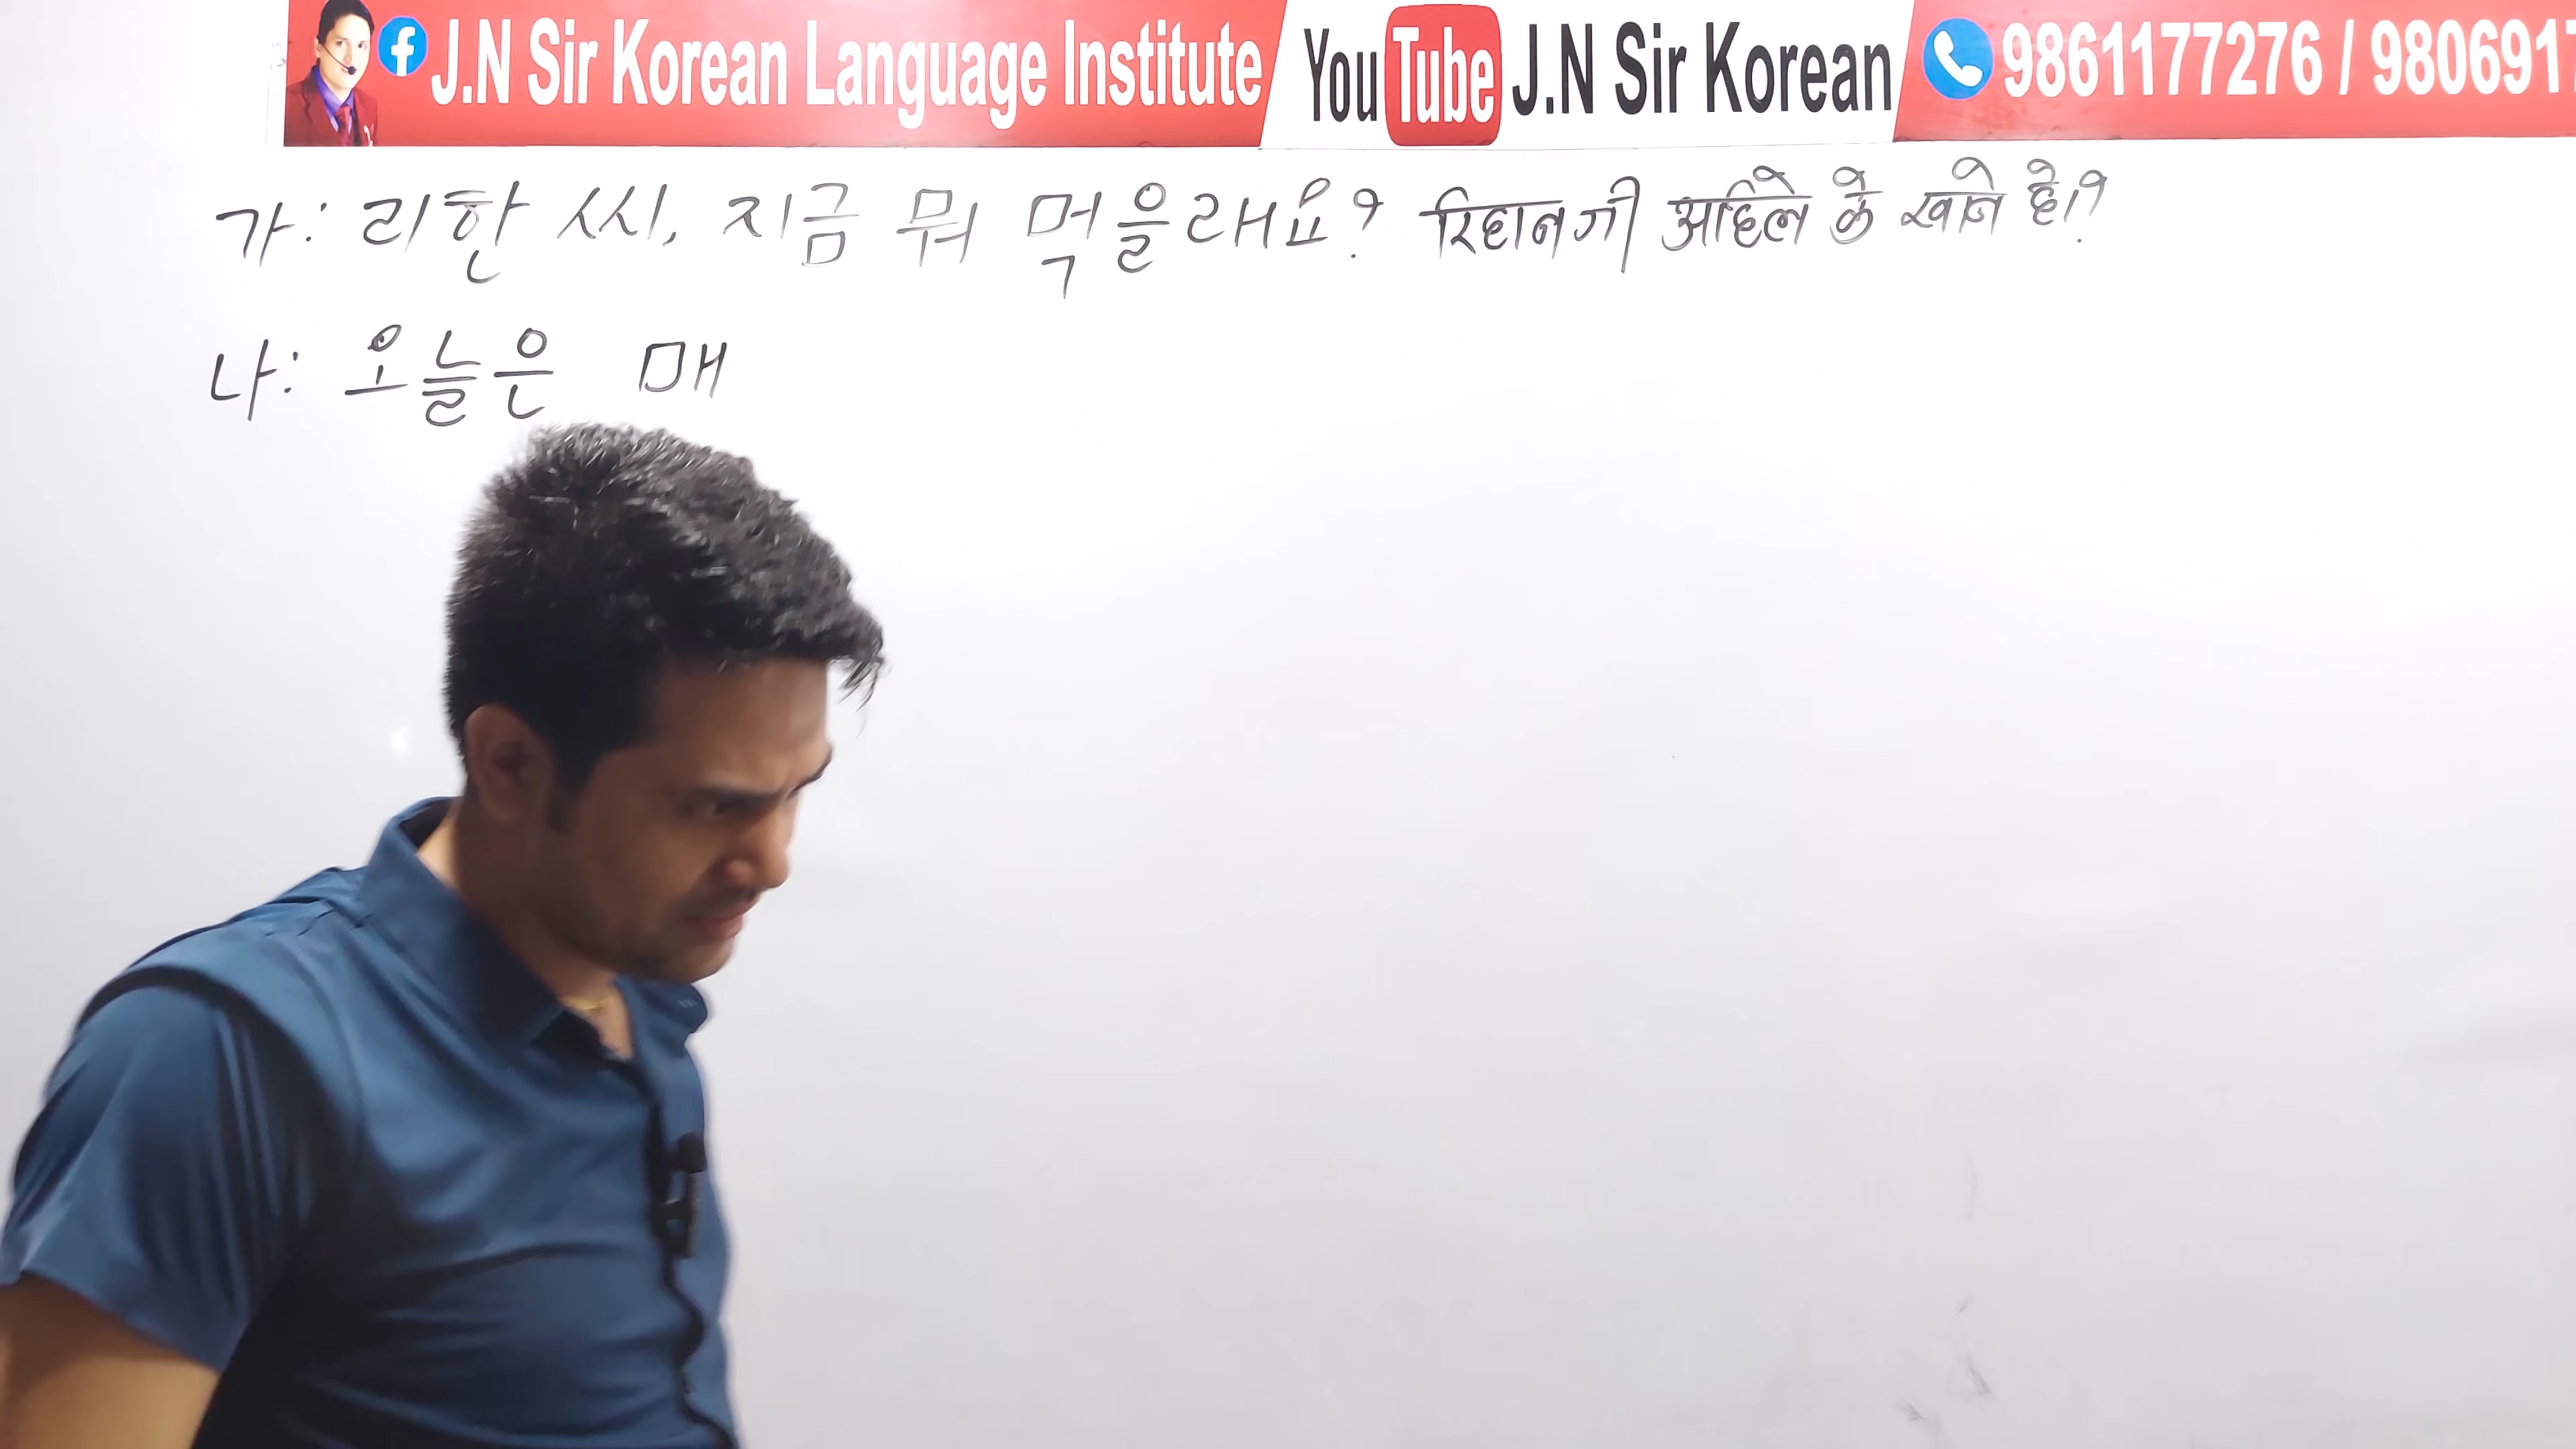 J.N Sir Korean Language Institute YouTube J.N Sir Korean 9861177276 / 9806917
가: 리한 씨, 지금 뭐 먹을래요? रिहानजी अहिले के खाने हो?
나: 오늘은 매